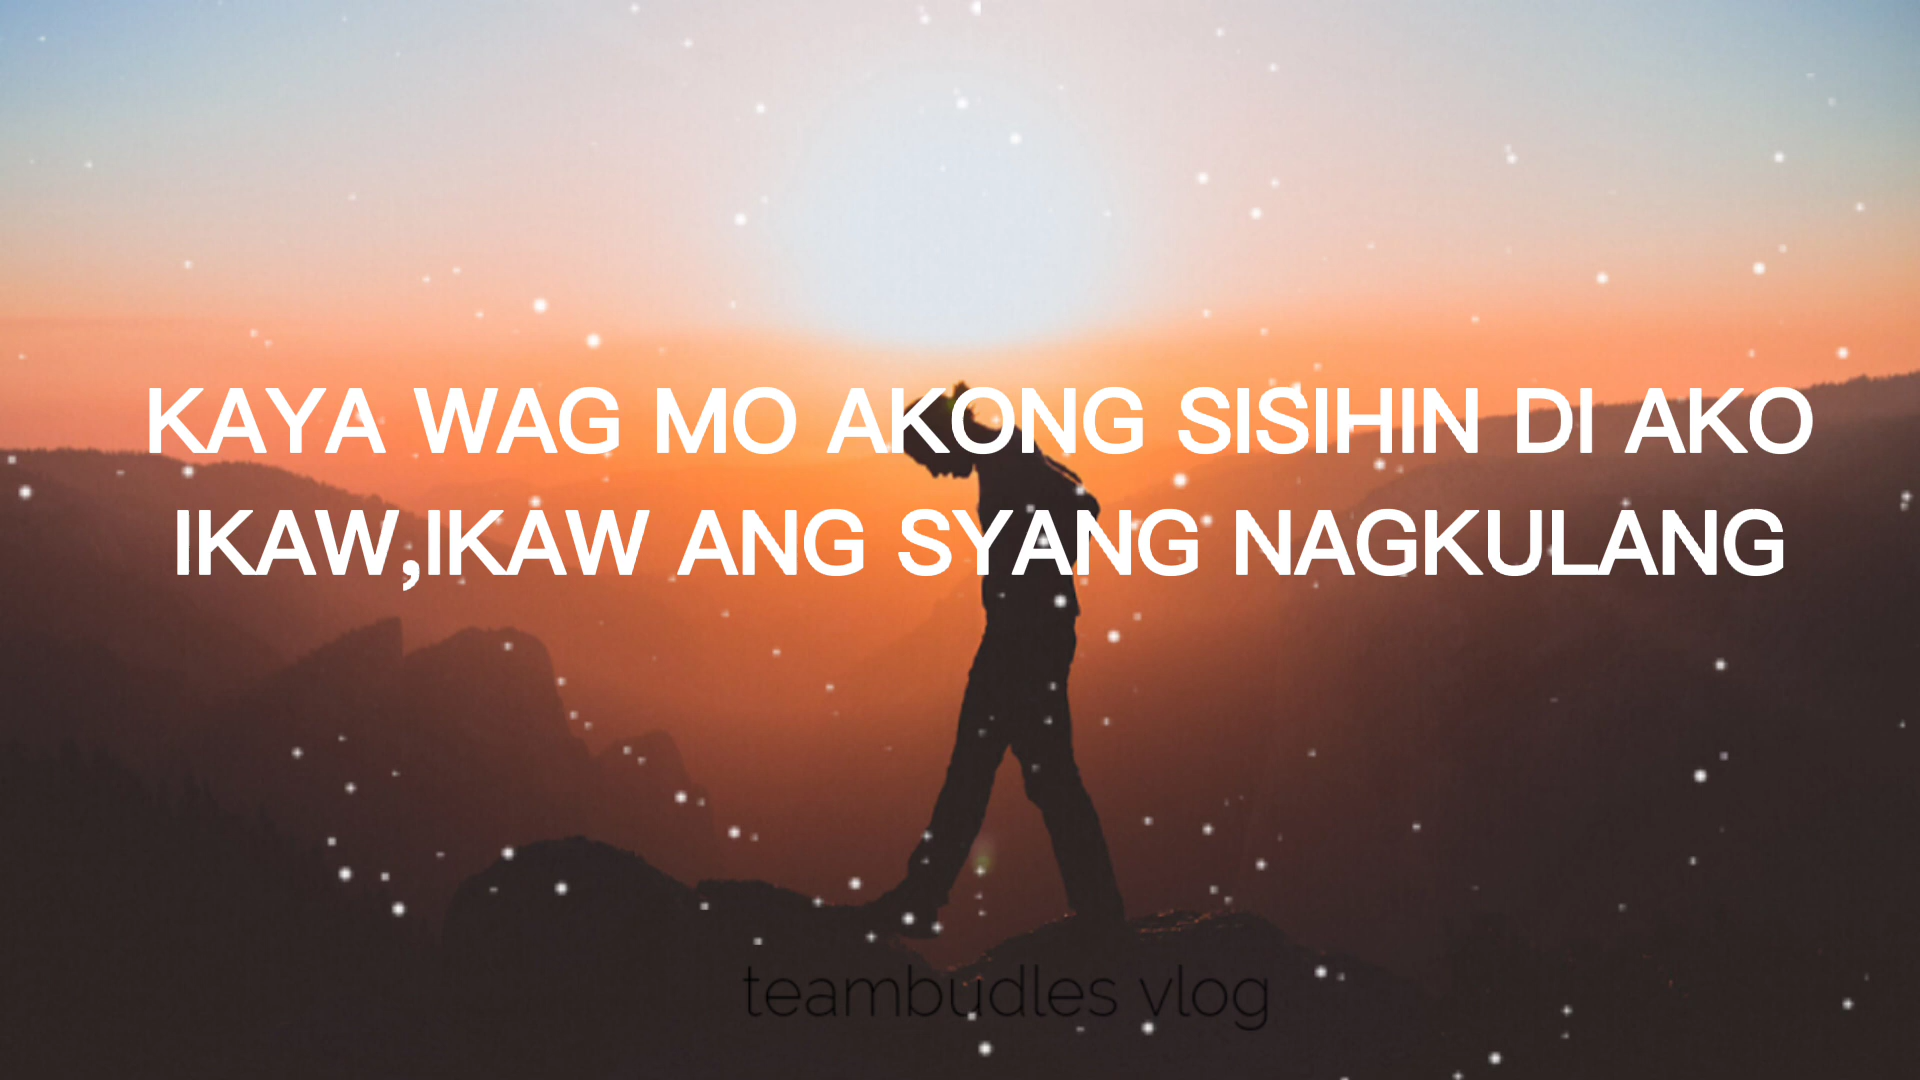 KAYA WAG MO AKONG SISIHIN DI AKO
IKAW,IKAW ANG SYANG NAGKULANG
teambudles vlog